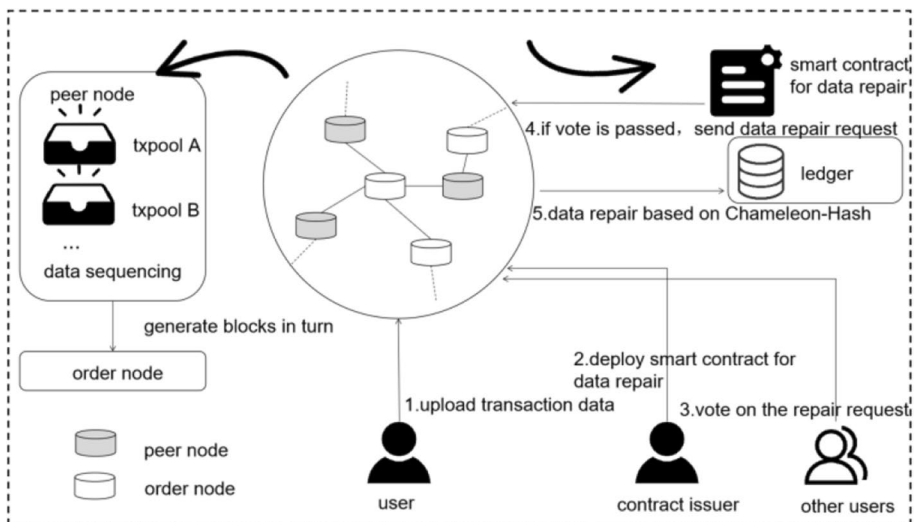 peer node
txpool A
txpool B
...
data sequencing
generate blocks in turn
order node
peer node
order node
smart contract
for data repair
4.if vote is passed，send data repair request
ledger
5.data repair based on Chameleon-Hash
2.deploy smart contract for
data repair
1.upload transaction data
3.vote on the repair request
user
contract issuer
other users